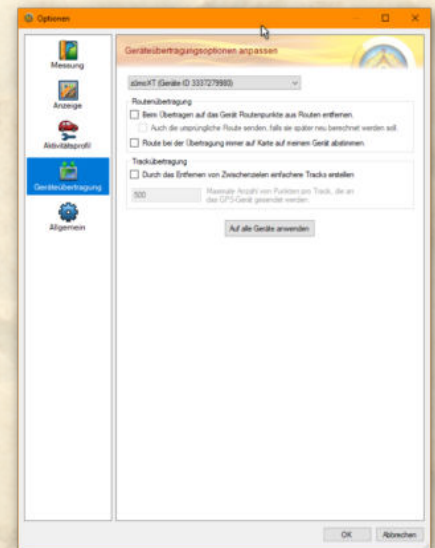 Optionen
Geräteübertragungsoptionen anpassen
Messung
Anzeige
Aktivitätsprofil
Geräteübertragung
Allgemein
zūmo XT (Geräte ID 3337279980)
Routenübertragung
Beim Übertragen auf das Gerät Routenpunkte aus Routen entfernen.
Auch die ursprüngliche Route senden, falls sie später neu berechnet werden soll.
Route bei der Übertragung immer auf Karte auf meinem Gerät abstimmen.
Trackübertragung
Durch das Entfernen von Zwischenzielen einfachere Tracks erstellen
500
Maximale Anzahl von Punkten pro Track, die an
das GPS-Gerät gesendet werden
Auf alle Geräte anwenden
OK
Abbrechen